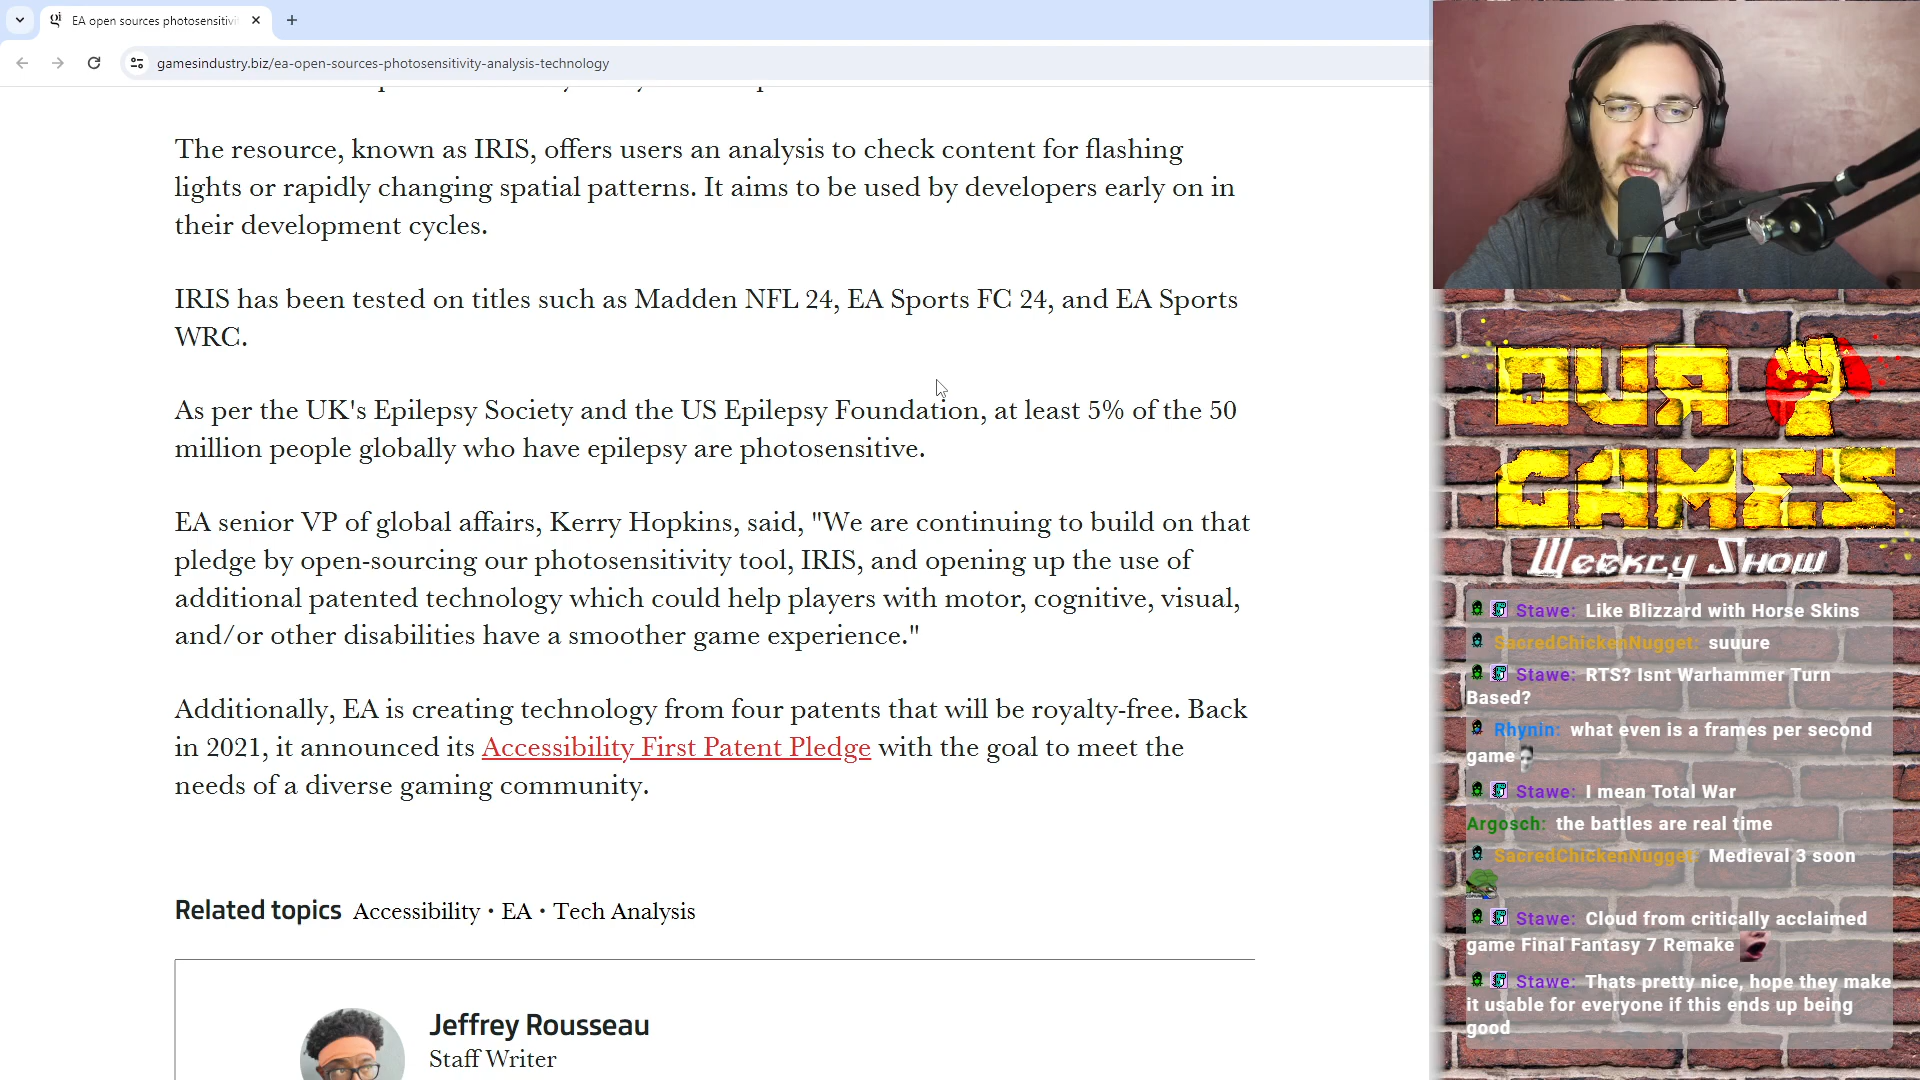 EA open sources photosensitivi
gamesindustry.biz/ea-open-sources-photosensitivity-analysis-technology
The resource, known as IRIS, offers users an analysis to check content for flashing
lights or rapidly changing spatial patterns. It aims to be used by developers early on in
their development cycles.
IRIS has been tested on titles such as Madden NFL 24, EA Sports FC 24, and EA Sports
WRC.
As per the UK's Epilepsy Society and the US Epilepsy Foundation, at least 5% of the 50
million people globally who have epilepsy are photosensitive.
EA senior VP of global affairs, Kerry Hopkins, said, "We are continuing to build on that
pledge by open-sourcing our photosensitivity tool, IRIS, and opening up the use of
additional patented technology which could help players with motor, cognitive, visual,
and/or other disabilities have a smoother game experience."
Additionally, EA is creating technology from four patents that will be royalty-free. Back
in 2021, it announced its Accessibility First Patent Pledge with the goal to meet the
needs of a diverse gaming community.
Related topics Accessibility • EA • Tech Analysis
Jeffrey Rousseau
Staff Writer
OUR
GAMES
Weekly Show
Stawe: Like Blizzard with Horse Skins
SacredChickenNugget: suuure
Stawe: RTS? Isnt Warhammer Turn
Based?
Rhynin: what even is a frames per second
game
Stawe: I mean Total War
Argosch: the battles are real time
SacredChickenNugget: Medieval 3 soon
Stawe: Cloud from critically acclaimed
game Final Fantasy 7 Remake
Stawe: Thats pretty nice, hope they make
it usable for everyone if this ends up being
good